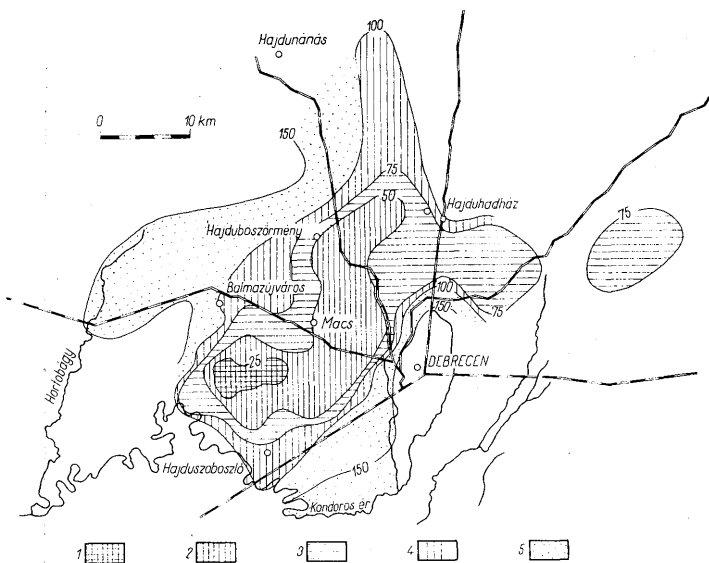 100
Hajdunánás
0 10 km
150
75
50
Hajduhadház
75
Hajduboszörmény
Balmazújváros
100
150
75
Macs
25
DEBRECEN
Hortobágy
Hajduszoboszló
150
Kondoros ér
1 2 3 4 5